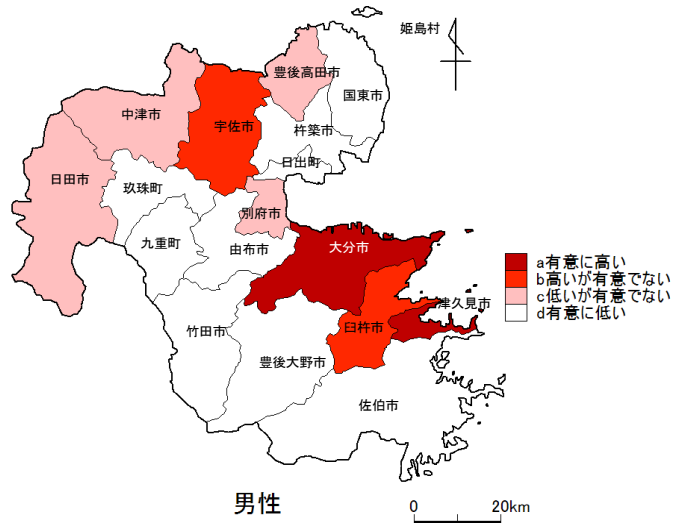 姫島村
豊後高田市
国東市
中津市
宇佐市
杵築市
日出町
日田市
玖珠町
別府市
九重町
由布市
大分市
a有意に高い
b高いが有意でない
c低いが有意でない
d有意に低い
津久見市
竹田市
臼杵市
豊後大野市
佐伯市
男性
0 20km